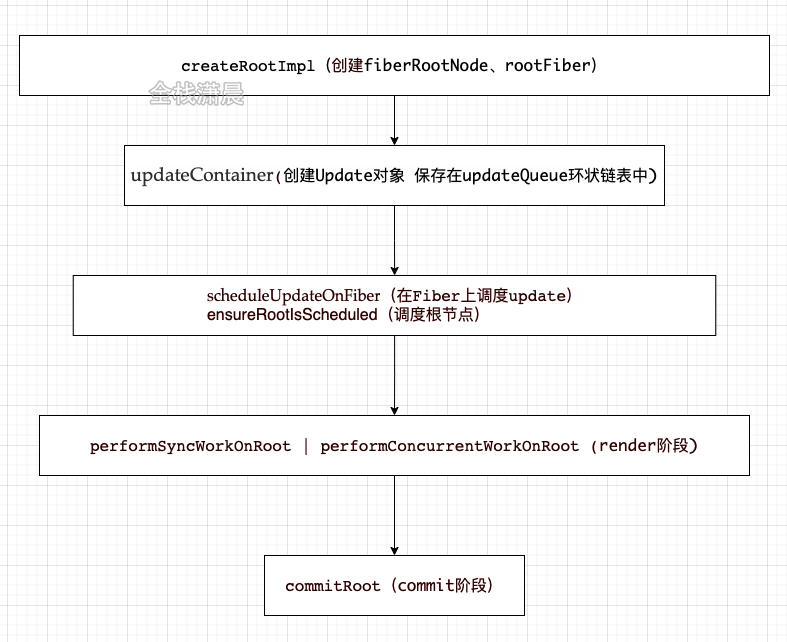 createRootImpl（创建fiberRootNode、rootFiber）
全栈潇晨
updateContainer(创建Update对象 保存在updateQueue环状链表中)
scheduleUpdateOnFiber（在Fiber上调度update）
ensureRootIsScheduled（调度根节点）
performSyncWorkOnRoot | performConcurrentWorkOnRoot (render阶段)
commitRoot（commit阶段）